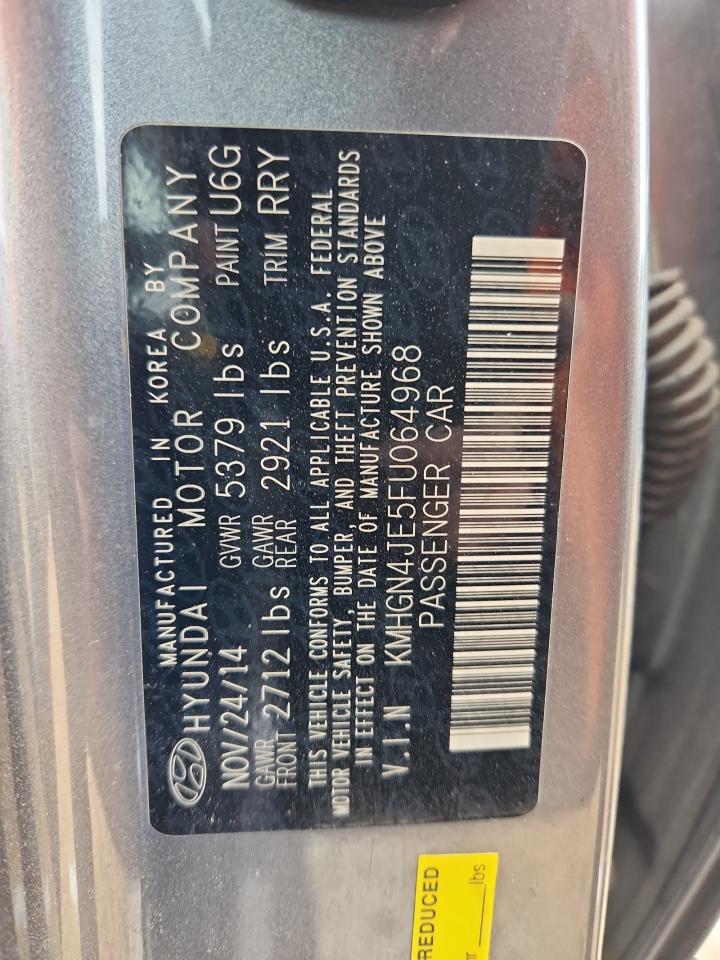 MANUFACTURED IN KOREA BY
HYUNDAI MOTOR COMPANY
NOV/24/14 GVWR 5379 lbs PAINT U6G
GAWR FRONT 2712 lbs GAWR REAR 2921 lbs TRIM RRY
THIS VEHICLE CONFORMS TO ALL APPLICABLE U.S.A. FEDERAL
MOTOR VEHICLE SAFETY, BUMPER, AND THEFT PREVENTION STANDARDS
IN EFFECT ON THE DATE OF MANUFACTURE SHOWN ABOVE
V.I.N KMHGN4JE5FU064968
PASSENGER CAR
REDUCED
lbs